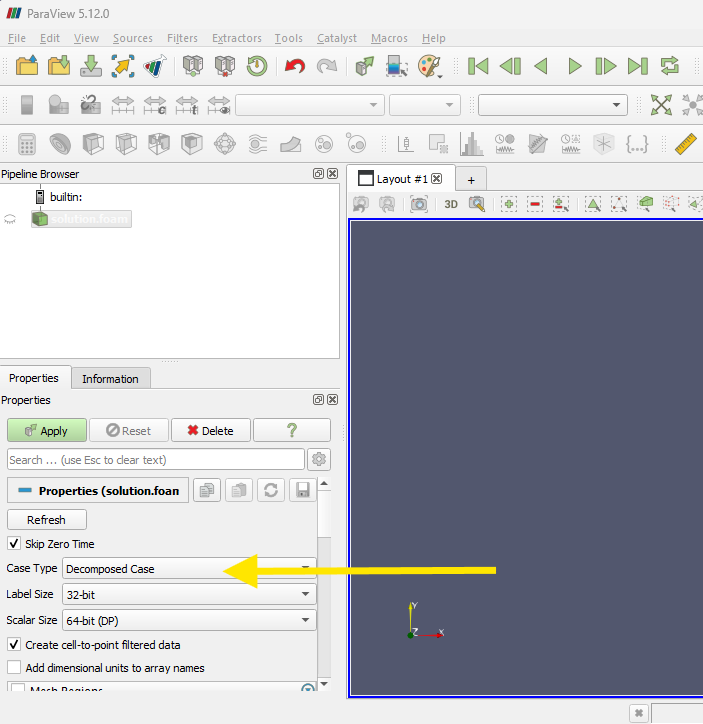 ParaView 5.12.0
File Edit View Sources Filters Extractors Tools Catalyst Macros Help
Pipeline Browser
builtin:
solution.foam
Layout #1
+
3D
Properties Information
Properties
Apply Reset Delete ?
Search ... (use Esc to clear text)
Properties (solution.foan
Refresh
Skip Zero Time
Case Type Decomposed Case
Label Size 32-bit
Scalar Size 64-bit (DP)
Create cell-to-point filtered data
Add dimensional units to array names
Mesh Regions
Y
Z
X